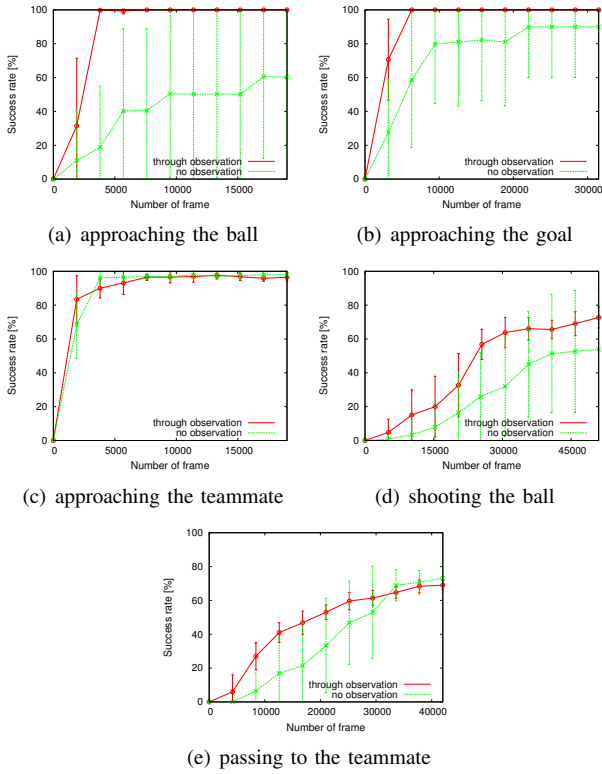 100
80
60
40
20
0
Success rate [%]
through observation
no observation
0 5000 10000 15000
Number of frame
(a) approaching the ball
100
80
60
40
20
0
Success rate [%]
through observation
no observation
0 10000 20000 30000
Number of frame
(b) approaching the goal
100
80
60
40
20
0
Success rate [%]
through observation
no observation
0 5000 10000 15000
Number of frame
(c) approaching the teammate
100
80
60
40
20
0
Success rate [%]
through observation
no observation
0 15000 30000 45000
Number of frame
(d) shooting the ball
100
80
60
40
20
0
Success rate [%]
through observation
no observation
0 10000 20000 30000 40000
Number of frame
(e) passing to the teammate